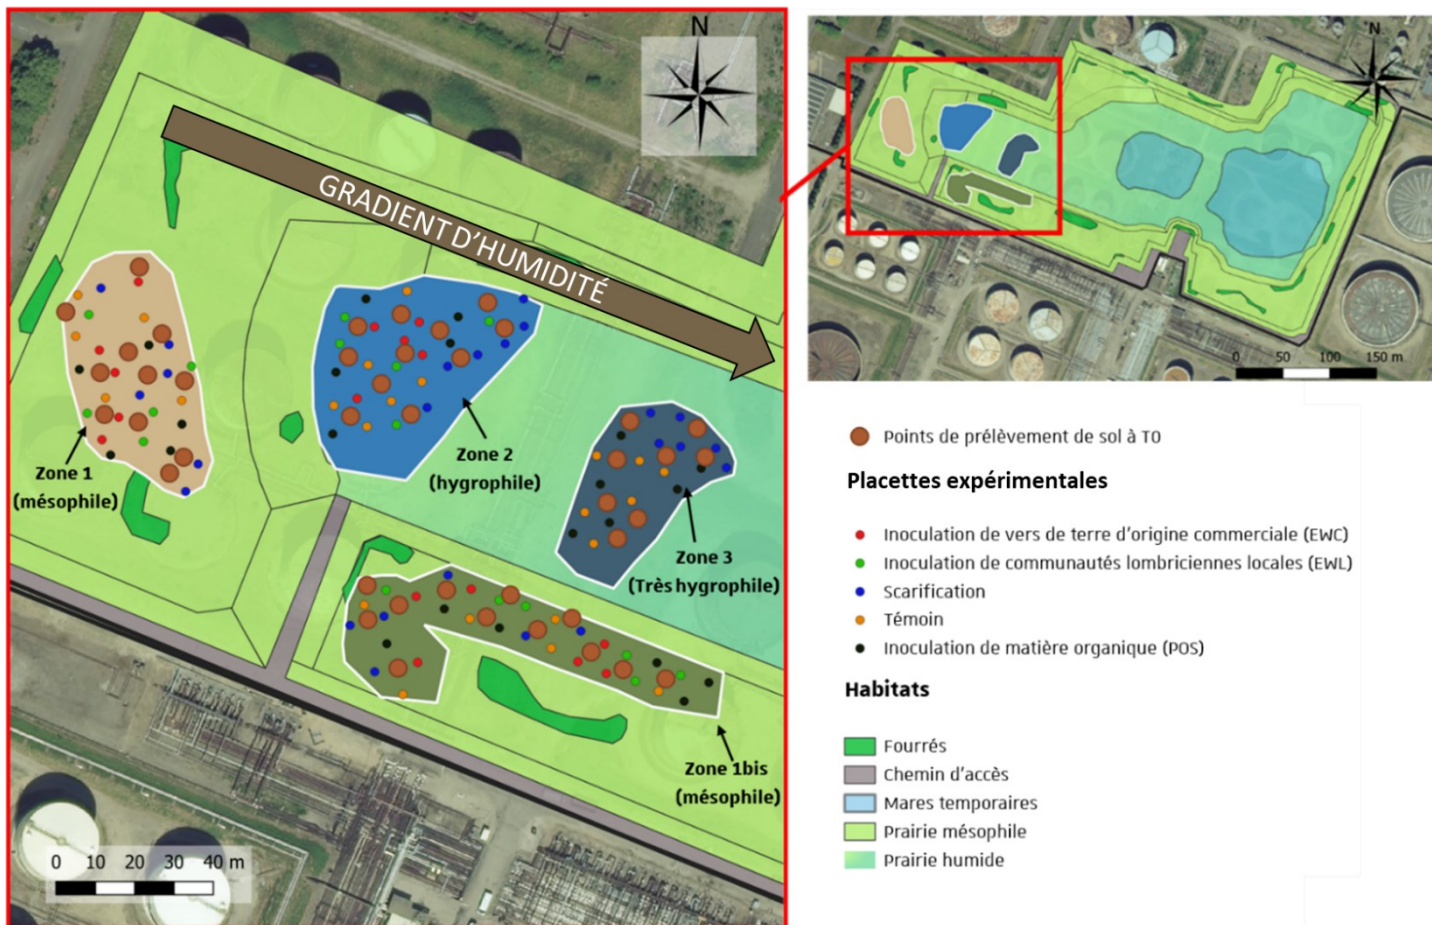 N
GRADIENT D'HUMIDITÉ
Zone 1
(mésophile)
Zone 2
(hygrophile)
Zone 3
(Très hygrophile)
Zone 1bis
(mésophile)
0 10 20 30 40 m
N
0 50 100 150 m
Points de prélèvement de sol à T0
Placettes expérimentales
Inoculation de vers de terre d'origine commerciale (EWC)
Inoculation de communautés lombriciennes locales (EWL)
Scarification
Témoin
Inoculation de matière organique (POS)
Habitats
Fourrés
Chemin d'accès
Mares temporaires
Prairie mésophile
Prairie humide